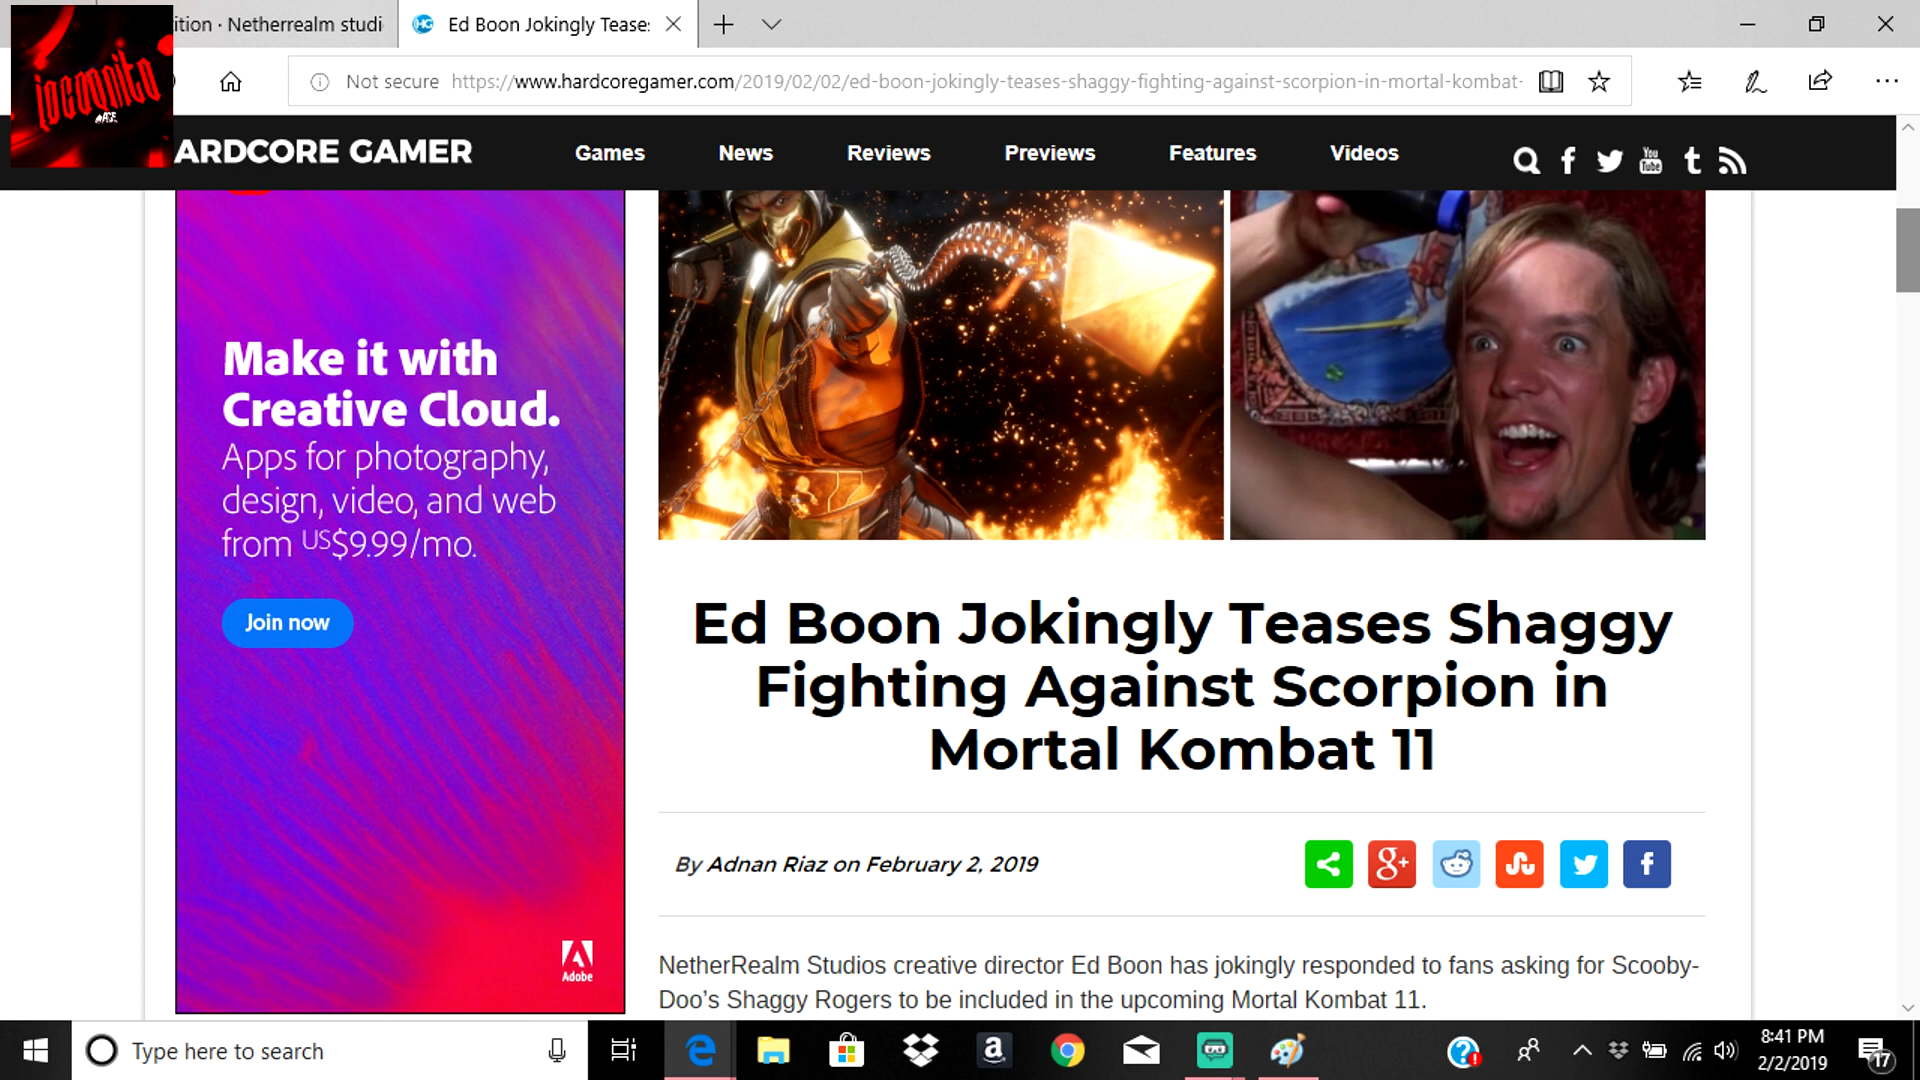 ition · Netherrealm studi
Ed Boon Jokingly Tease
incognito
Not secure https://www.hardcoregamer.com/2019/02/02/ed-boon-jokingly-teases-shaggy-fighting-against-scorpion-in-mortal-kombat-
ARDCORE GAMER
Games
News
Reviews
Previews
Features
Videos
You
Tube
Make it with
Creative Cloud.
Apps for photography,
design, video, and web
from US$9.99/mo.
Join now
Adobe
Ed Boon Jokingly Teases Shaggy
Fighting Against Scorpion in
Mortal Kombat 11
By Adnan Riaz on February 2, 2019
NetherRealm Studios creative director Ed Boon has jokingly responded to fans asking for Scooby-
Doo’s Shaggy Rogers to be included in the upcoming Mortal Kombat 11.
Type here to search
8:41 PM
2/2/2019
17